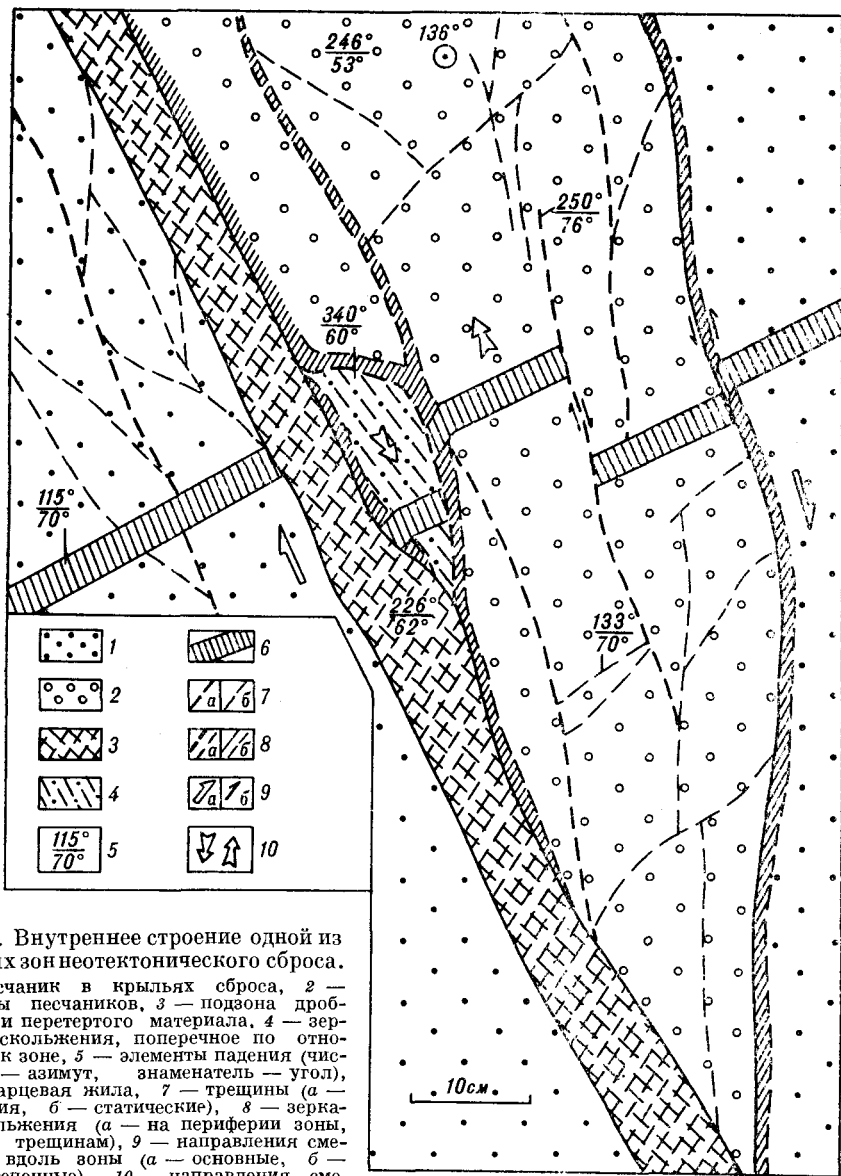 246°
53°
136°
250°
76°
340°
60°
115°
70°
226°
62°
133°
70°
1
2
3
4
115°
70°
5
6
а
б
7
а
б
8
а
б
9
10
10см
. Внутреннее строение одной из
х зон неотектонического сброса.
счаник в крыльях сброса, 2 —
ы песчаников, 3 — подзона дроб-
и перетертого материала, 4 — зер-
скольжения, поперечное по отно-
к зоне, 5 — элементы падения (чис-
— азимут, знаменатель — угол),
арцевая жила, 7 — трещины (а —
ия, б — статические), 8 — зерка-
льжения (а — на периферии зоны,
трещинам), 9 — направления сме-
вдоль зоны (а — основные, б —